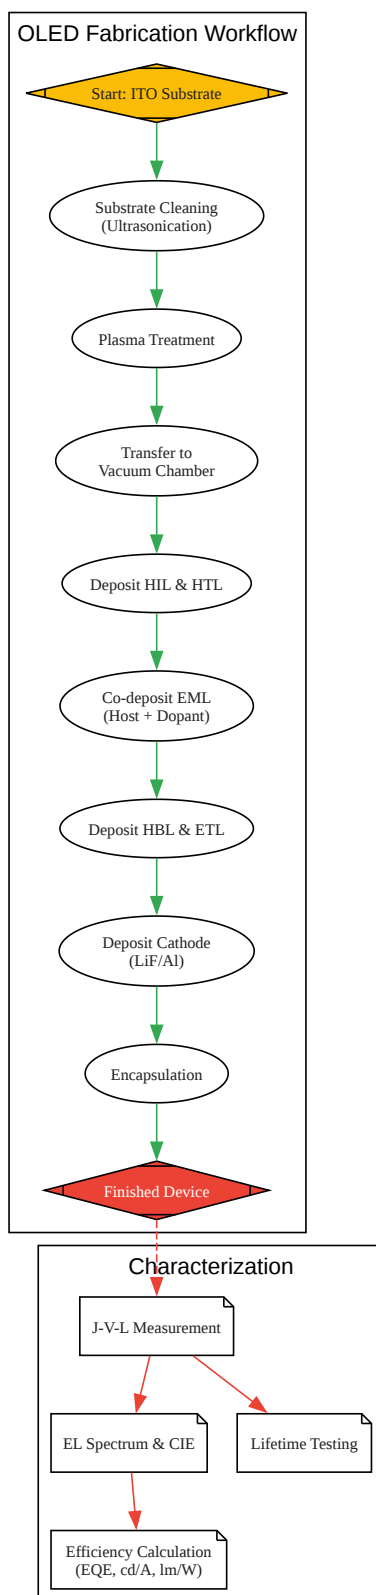 OLED Fabrication Workflow
Start: ITO Substrate
Substrate Cleaning
(Ultrasonication)
Plasma Treatment
Transfer to
Vacuum Chamber
Deposit HIL & HTL
Co-deposit EML
(Host + Dopant)
Deposit HBL & ETL
Deposit Cathode
(LiF/Al)
Encapsulation
Finished Device
Characterization
J-V-L Measurement
EL Spectrum & CIE
Lifetime Testing
Efficiency Calculation
(EQE, cd/A, lm/W)